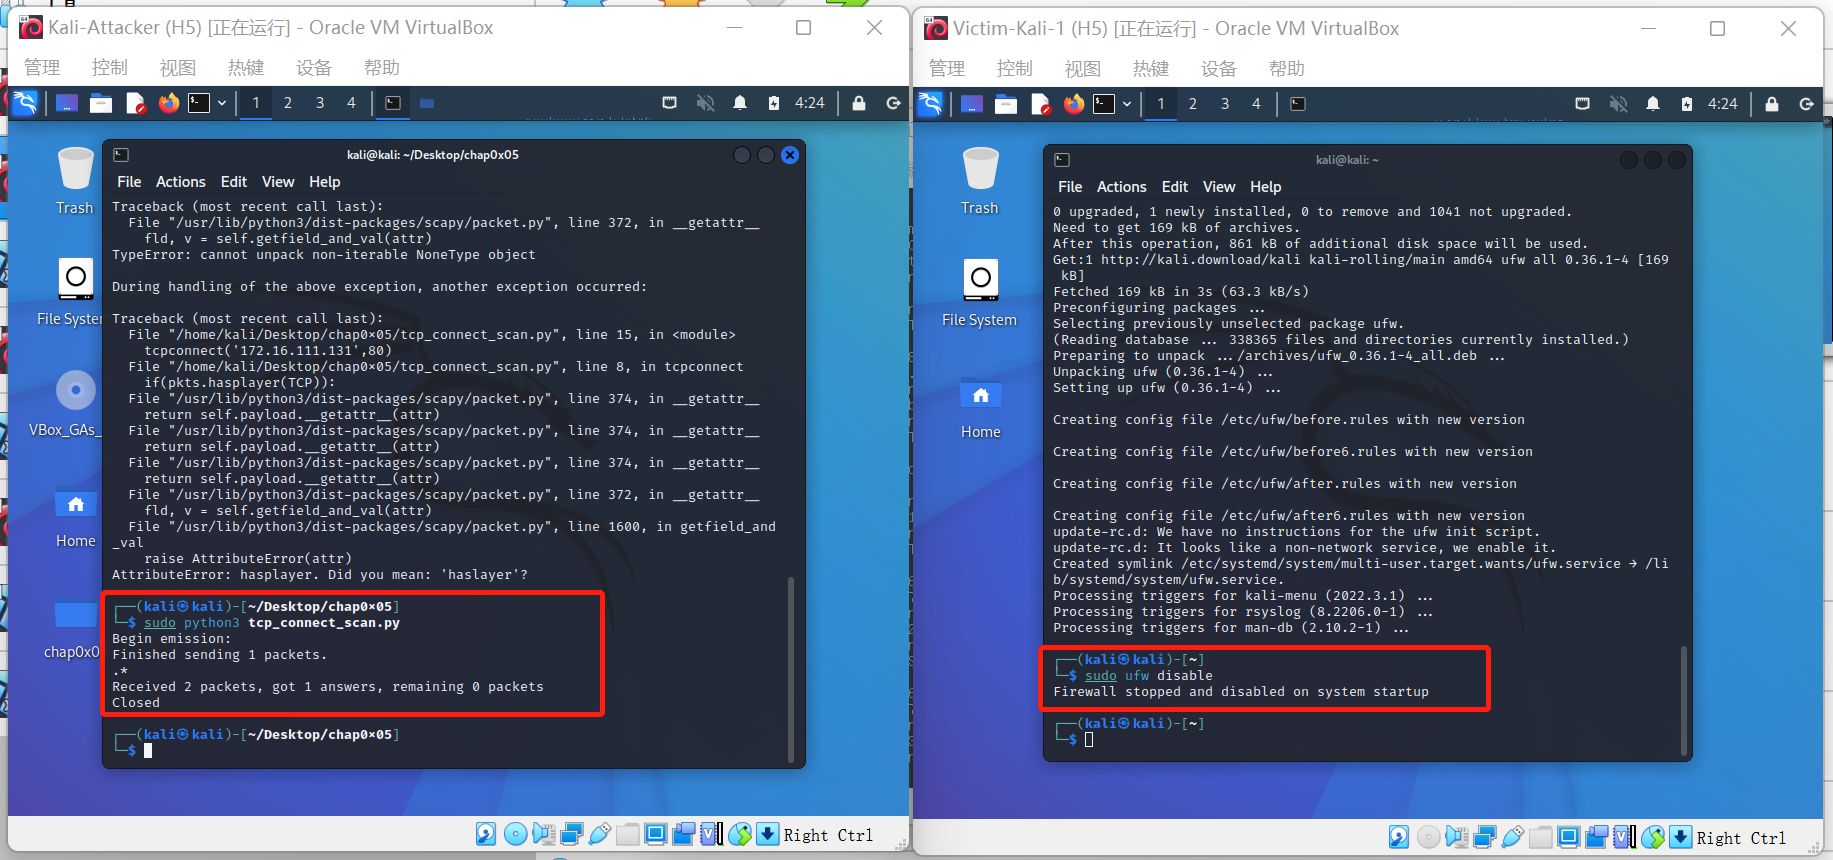 Kali-Attacker (H5) [正在运行] - Oracle VM VirtualBox
管理 控制 视图 热键 设备 帮助
1 2 3 4 4:24
Trash
File System
VBox_GAs_
Home
chap0x0
kali@kali: ~/Desktop/chap0x05
File Actions Edit View Help
Traceback (most recent call last):
File "/usr/lib/python3/dist-packages/scapy/packet.py", line 372, in __getattr__
fld, v = self.getfield_and_val(attr)
TypeError: cannot unpack non-iterable NoneType object
During handling of the above exception, another exception occurred:
Traceback (most recent call last):
File "/home/kali/Desktop/chap0×05/tcp_connect_scan.py", line 15, in <module>
tcpconnect('172.16.111.131',80)
File "/home/kali/Desktop/chap0×05/tcp_connect_scan.py", line 8, in tcpconnect
if(pkts.hasplayer(TCP)):
File "/usr/lib/python3/dist-packages/scapy/packet.py", line 374, in __getattr__
return self.payload.__getattr__(attr)
File "/usr/lib/python3/dist-packages/scapy/packet.py", line 374, in __getattr__
return self.payload.__getattr__(attr)
File "/usr/lib/python3/dist-packages/scapy/packet.py", line 374, in __getattr__
return self.payload.__getattr__(attr)
File "/usr/lib/python3/dist-packages/scapy/packet.py", line 372, in __getattr__
fld, v = self.getfield_and_val(attr)
File "/usr/lib/python3/dist-packages/scapy/packet.py", line 1600, in getfield_and
_val
raise AttributeError(attr)
AttributeError: hasplayer. Did you mean: 'haslayer'?
┌──(kali㉿kali)-[~/Desktop/chap0×05]
└─$ sudo python3 tcp_connect_scan.py
Begin emission:
Finished sending 1 packets.
.*
Received 2 packets, got 1 answers, remaining 0 packets
Closed
┌──(kali㉿kali)-[~/Desktop/chap0×05]
└─$
Right Ctrl
Victim-Kali-1 (H5) [正在运行] - Oracle VM VirtualBox
管理 控制 视图 热键 设备 帮助
1 2 3 4 4:24
Trash
File System
Home
kali@kali: ~
File Actions Edit View Help
0 upgraded, 1 newly installed, 0 to remove and 1041 not upgraded.
Need to get 169 kB of archives.
After this operation, 861 kB of additional disk space will be used.
Get:1 http://kali.download/kali kali-rolling/main amd64 ufw all 0.36.1-4 [169
kB]
Fetched 169 kB in 3s (63.3 kB/s)
Preconfiguring packages ...
Selecting previously unselected package ufw.
(Reading database ... 338365 files and directories currently installed.)
Preparing to unpack .../archives/ufw_0.36.1-4_all.deb ...
Unpacking ufw (0.36.1-4) ...
Setting up ufw (0.36.1-4) ...
Creating config file /etc/ufw/before.rules with new version
Creating config file /etc/ufw/before6.rules with new version
Creating config file /etc/ufw/after.rules with new version
Creating config file /etc/ufw/after6.rules with new version
update-rc.d: We have no instructions for the ufw init script.
update-rc.d: It looks like a non-network service, we enable it.
Created symlink /etc/systemd/system/multi-user.target.wants/ufw.service → /li
b/systemd/system/ufw.service.
Processing triggers for kali-menu (2022.3.1) ...
Processing triggers for rsyslog (8.2206.0-1) ...
Processing triggers for man-db (2.10.2-1) ...
┌──(kali㉿kali)-[~]
└─$ sudo ufw disable
Firewall stopped and disabled on system startup
┌──(kali㉿kali)-[~]
└─$
Right Ctrl